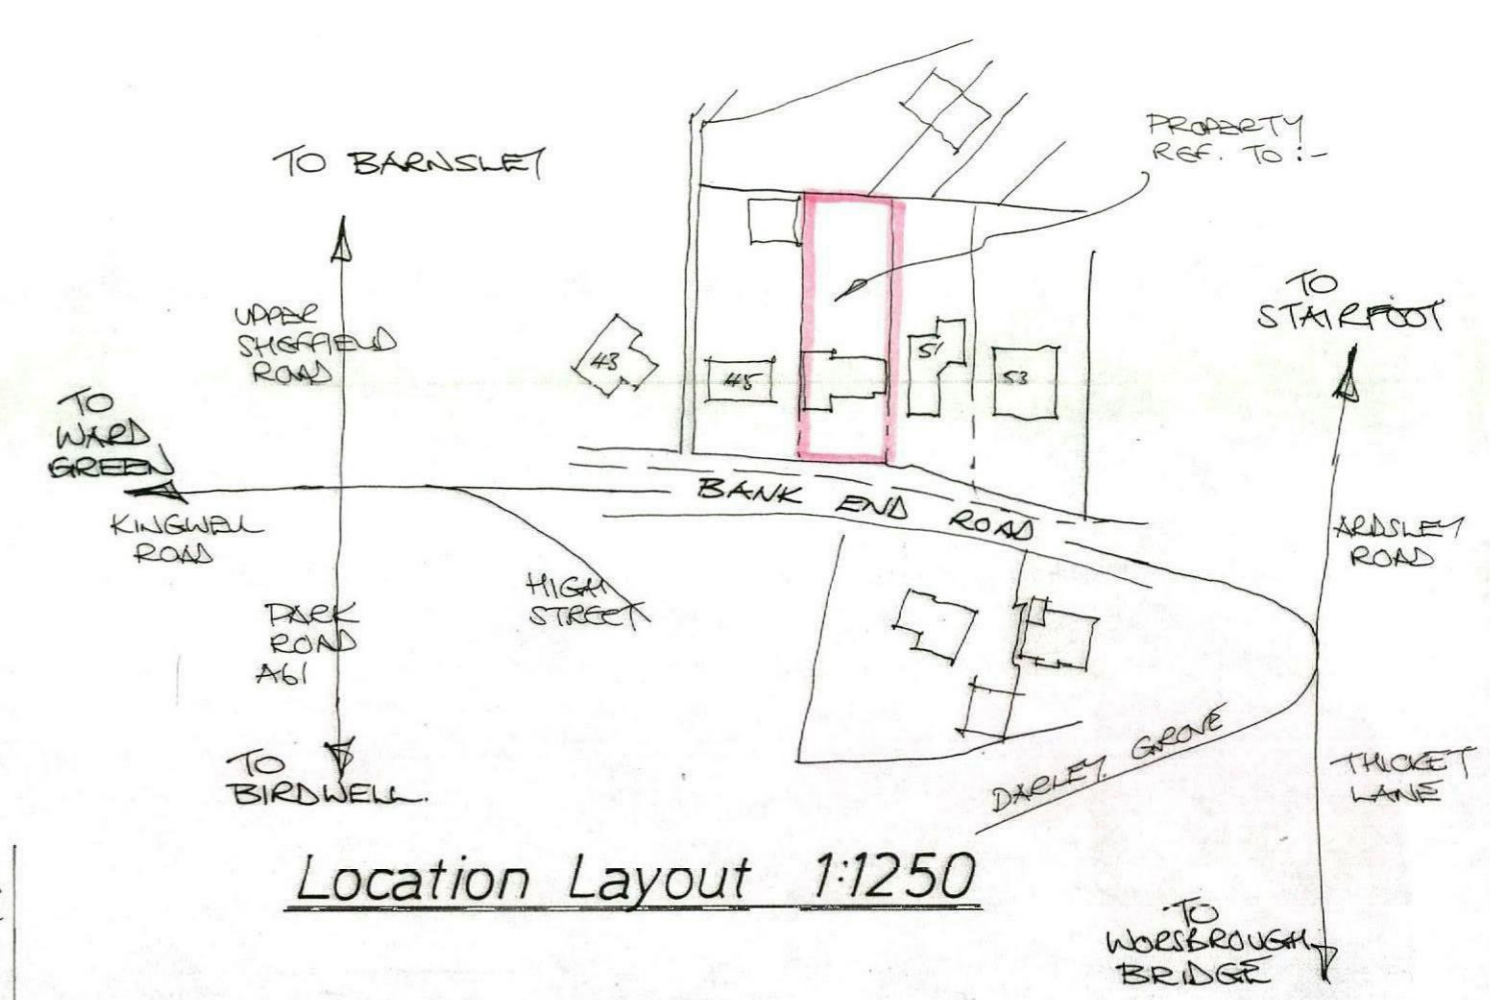 PROPERTY
REF. TO :-
TO BARNSLEY
TO
STAIRFOOT
UPPER
SHEFFIELD
ROAD
43
45
51
53
TO
WARD
GREEN
BANK END ROAD
KINGWELL
ROAD
ARDSLEY
ROAD
HIGH
STREET
PARK
ROAD
A61
DARLEY GROVE
TO
BIRDWELL.
THICKET
LANE
Location Layout 1:1250
TO
WORSBROUGH
BRIDGE